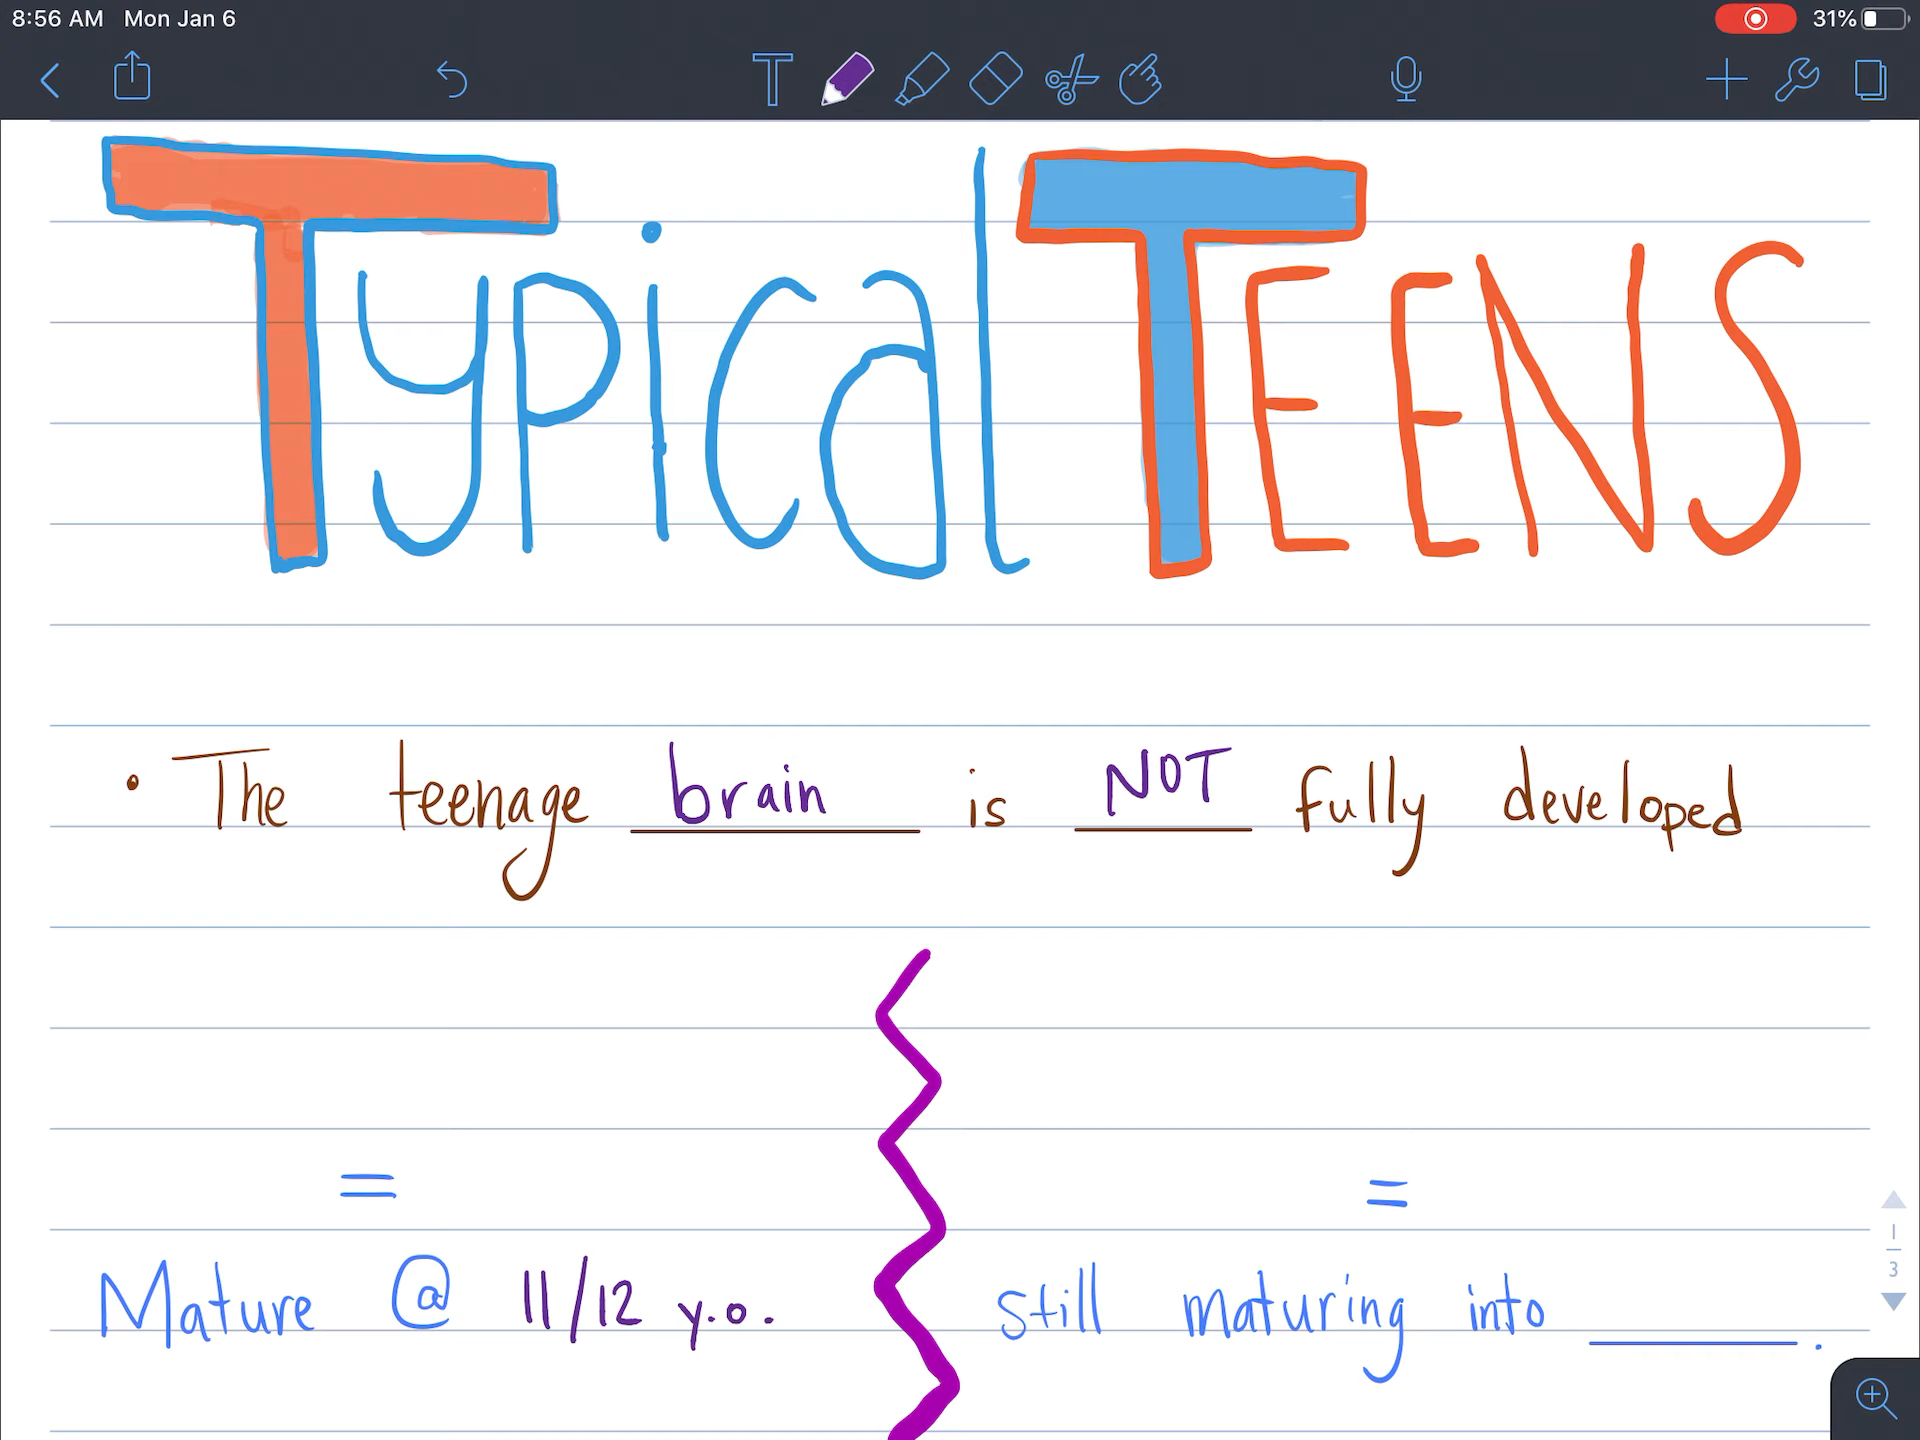 8:56 AM Mon Jan 6 31%
Typical TEENS
• The teenage brain is NOT fully developed
= =
Mature @ 11/12 y.o. still maturing into ________.
1
3